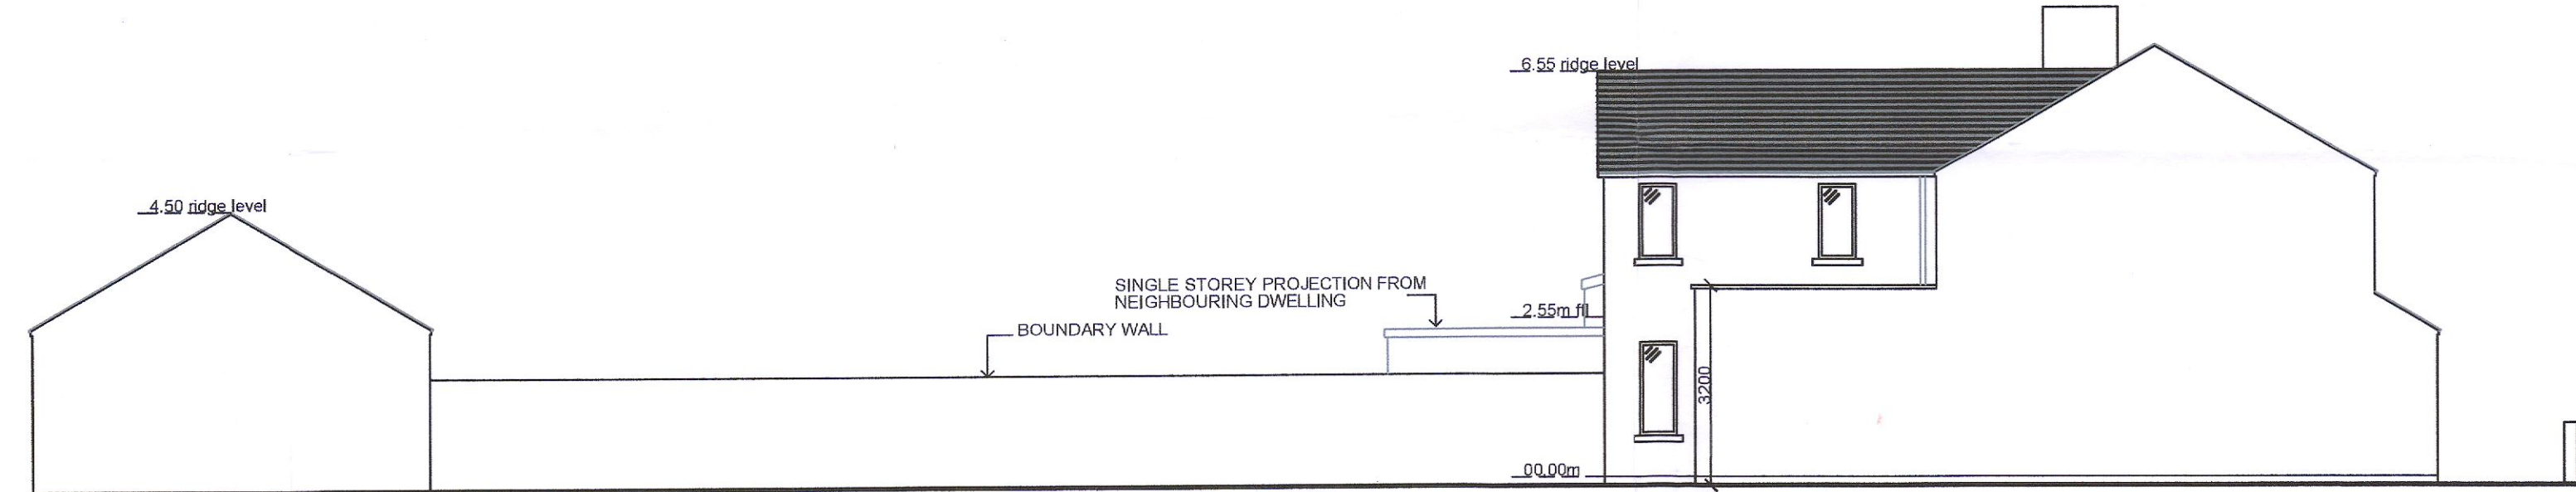 6.55 ridge level
4.50 ridge level
SINGLE STOREY PROJECTION FROM
NEIGHBOURING DWELLING
2.55m ffl
BOUNDARY WALL
3200
00.00m